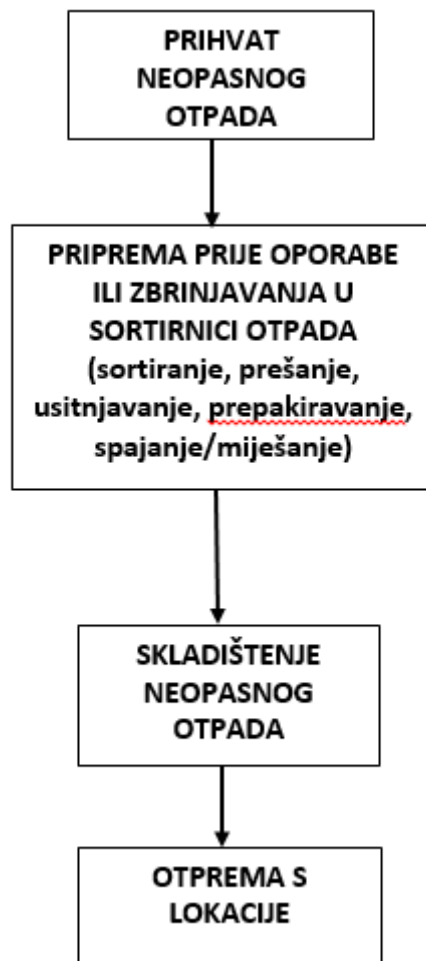 PRIHVAT
NEOPASNOG
OTPADA
PRIPREMA PRIJE OPORABE
ILI ZBRINJAVANJA U
SORTIRNICI OTPADA
(sortiranje, prešanje,
usitnjavanje, prepakiravanje,
spajanje/miješanje)
SKLADIŠTENJE
NEOPASNOG
OTPADA
OTPREMA S
LOKACIJE